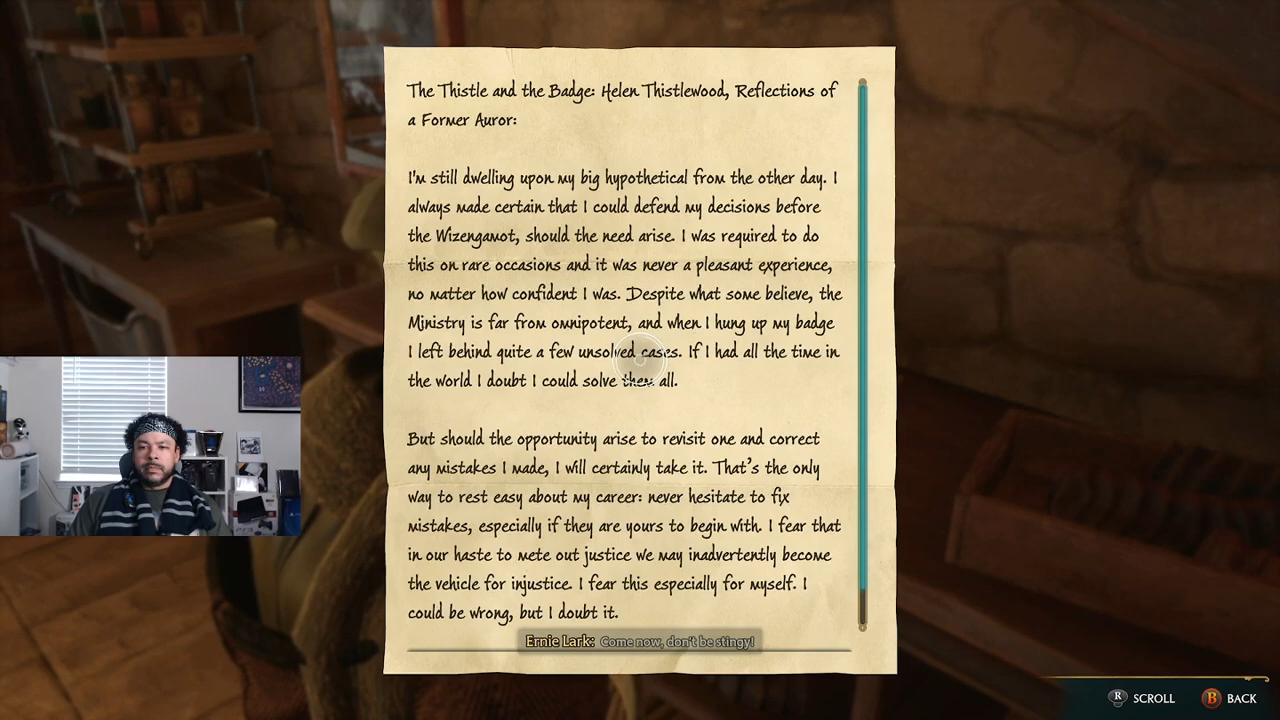 The Thistle and the Badge: Helen Thistlewood, Reflections of
a Former Auror:
I'm still dwelling upon my big hypothetical from the other day. I
always made certain that I could defend my decisions before
the Wizengamot, should the need arise. I was required to do
this on rare occasions and it was never a pleasant experience,
no matter how confident I was. Despite what some believe, the
Ministry is far from omnipotent, and when I hung up my badge
I left behind quite a few unsolved cases. If I had all the time in
the world I doubt I could solve them all.
But should the opportunity arise to revisit one and correct
any mistakes I made, I will certainly take it. That's the only
way to rest easy about my career: never hesitate to fix
mistakes, especially if they are yours to begin with. I fear that
in our haste to mete out justice we may inadvertently become
the vehicle for injustice. I fear this especially for myself. I
could be wrong, but I doubt it.
Ernie Lark: Come now, don't be stingy!
R SCROLL B BACK